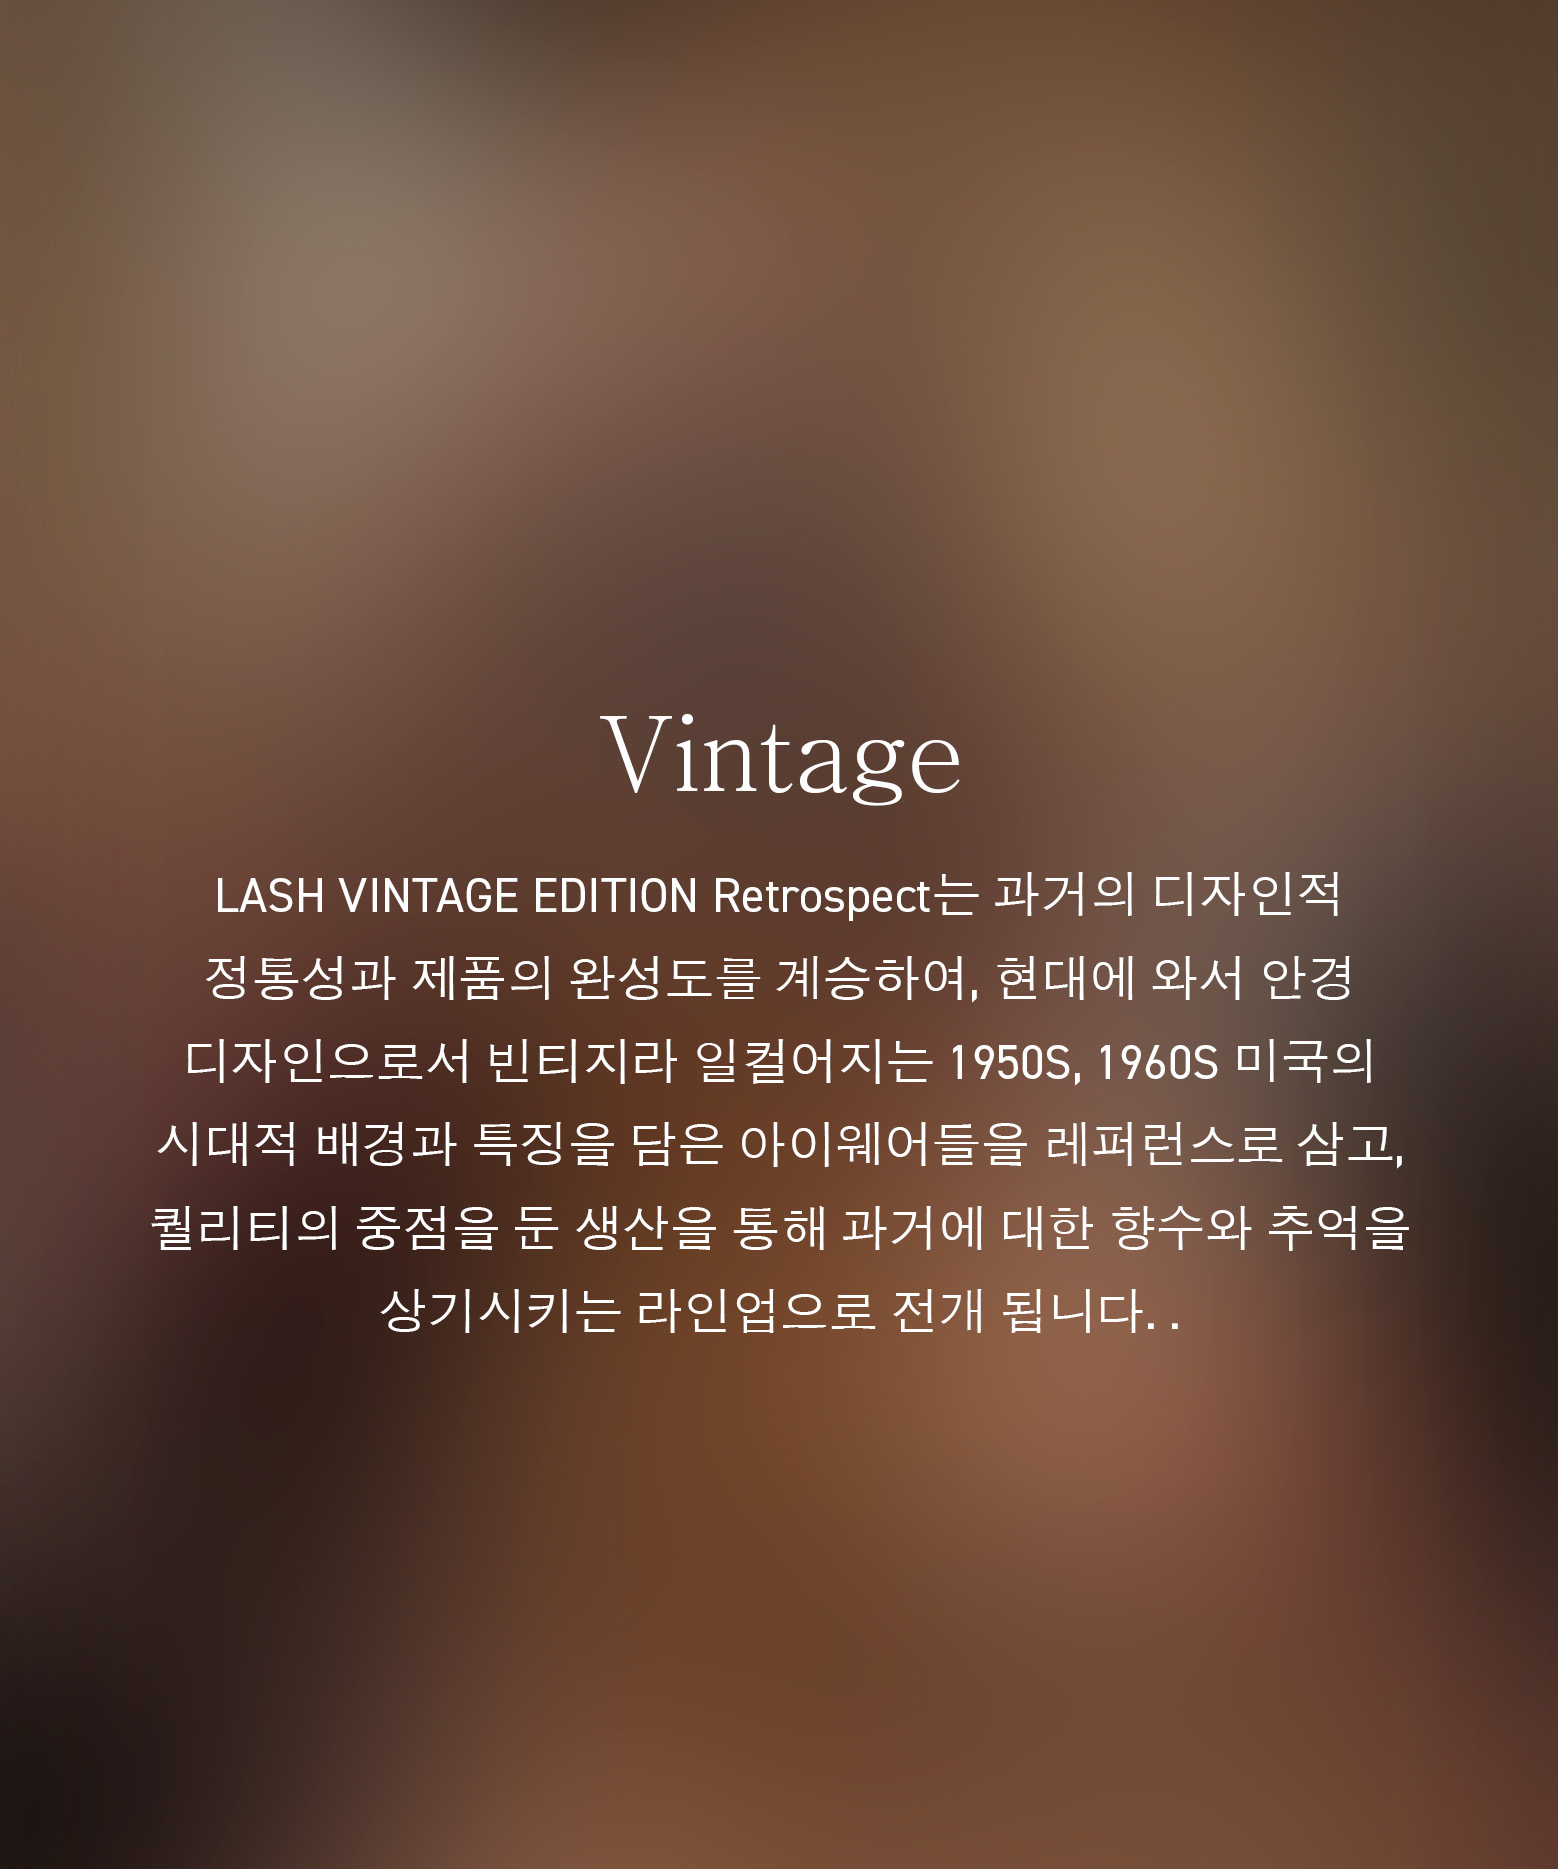 Vintage
LASH VINTAGE EDITION Retrospect는 과거의 디자인적
정통성과 제품의 완성도를 계승하여, 현대에 와서 안경
디자인으로서 빈티지라 일컬어지는 1950S, 1960S 미국의
시대적 배경과 특징을 담은 아이웨어들을 레퍼런스로 삼고,
퀄리티의 중점을 둔 생산을 통해 과거에 대한 향수와 추억을
상기시키는 라인업으로 전개 됩니다. .